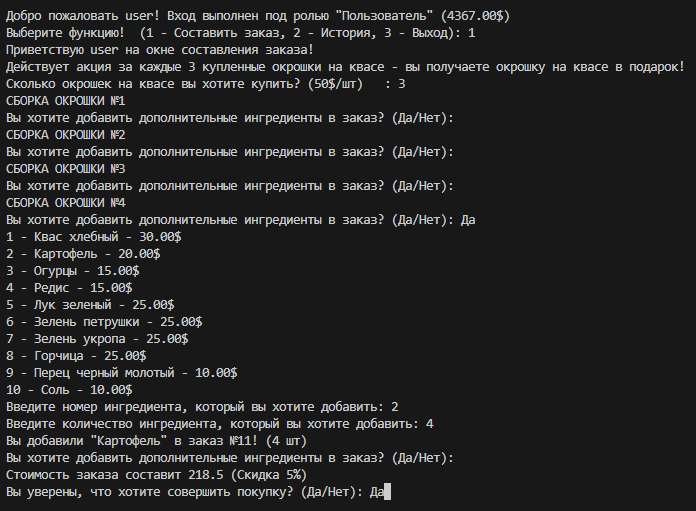 Добро пожаловать user! Вход выполнен под ролью "Пользователь" (4367.00$)
Выберите функцию!  (1 - Составить заказ, 2 - История, 3 - Выход): 1
Приветствую user на окне составления заказа!
Действует акция за каждые 3 купленные окрошки на квасе - вы получаете окрошку на квасе в подарок!
Сколько окрошек на квасе вы хотите купить? (50$/шт)   : 3
СБОРКА ОКРОШКИ №1
Вы хотите добавить дополнительные ингредиенты в заказ? (Да/Нет):
СБОРКА ОКРОШКИ №2
Вы хотите добавить дополнительные ингредиенты в заказ? (Да/Нет):
СБОРКА ОКРОШКИ №3
Вы хотите добавить дополнительные ингредиенты в заказ? (Да/Нет):
СБОРКА ОКРОШКИ №4
Вы хотите добавить дополнительные ингредиенты в заказ? (Да/Нет): Да
1 - Квас хлебный - 30.00$
2 - Картофель - 20.00$
3 - Огурцы - 15.00$
4 - Редис - 15.00$
5 - Лук зеленый - 25.00$
6 - Зелень петрушки - 25.00$
7 - Зелень укропа - 25.00$
8 - Горчица - 25.00$
9 - Перец черный молотый - 10.00$
10 - Соль - 10.00$
Введите номер ингредиента, который вы хотите добавить: 2
Введите количество ингредиента, который вы хотите добавить: 4
Вы добавили "Картофель" в заказ №11! (4 шт)
Вы хотите добавить дополнительные ингредиенты в заказ? (Да/Нет):
Стоимость заказа составит 218.5 (Скидка 5%)
Вы уверены, что хотите совершить покупку? (Да/Нет): Да